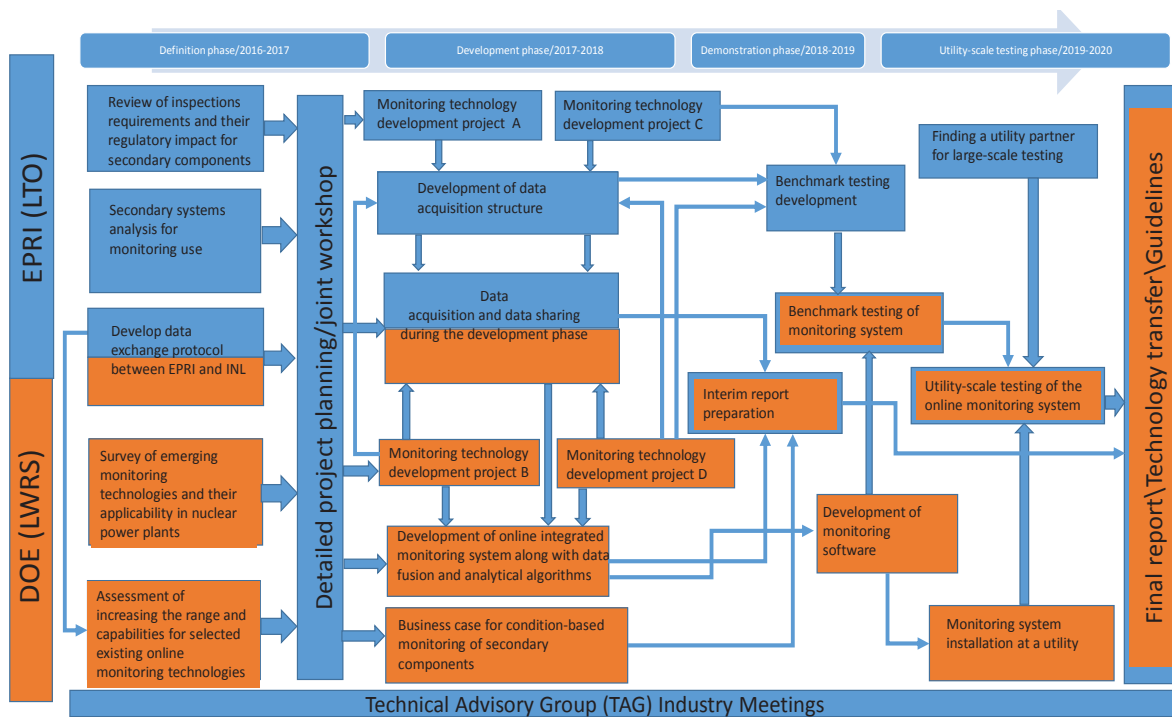 Definition phase/2016-2017
Development phase/2017-2018
Demonstration phase/2018-2019
Utility-scale testing phase/2019-2020
EPRI (LTO)
DOE (LWRS)
Review of inspections
requirements and their
regulatory impact for
secondary components
Secondary systems
analysis for
monitoring use
Develop data
exchange protocol
between EPRI and INL
Survey of emerging
monitoring
technologies and their
applicability in nuclear
power plants
Assessment of
increasing the range and
capabilities for selected
existing online
monitoring technologies
Detailed project planning/joint workshop
Monitoring technology
development project A
Monitoring technology
development project C
Development of data
acquisition structure
Data
acquisition and data sharing
during the development phase
Monitoring technology
development project B
Monitoring technology
development project D
Development of online integrated
monitoring system along with data
fusion and analytical algorithms
Business case for condition-based
monitoring of secondary
components
Benchmark testing
development
Benchmark testing of
monitoring system
Interim report
preparation
Development of
monitoring
software
Finding a utility partner
for large-scale testing
Utility-scale testing of the
online monitoring system
Monitoring system
installation at a utility
Final report\Technology transfer\Guidelines
Technical Advisory Group (TAG) Industry Meetings